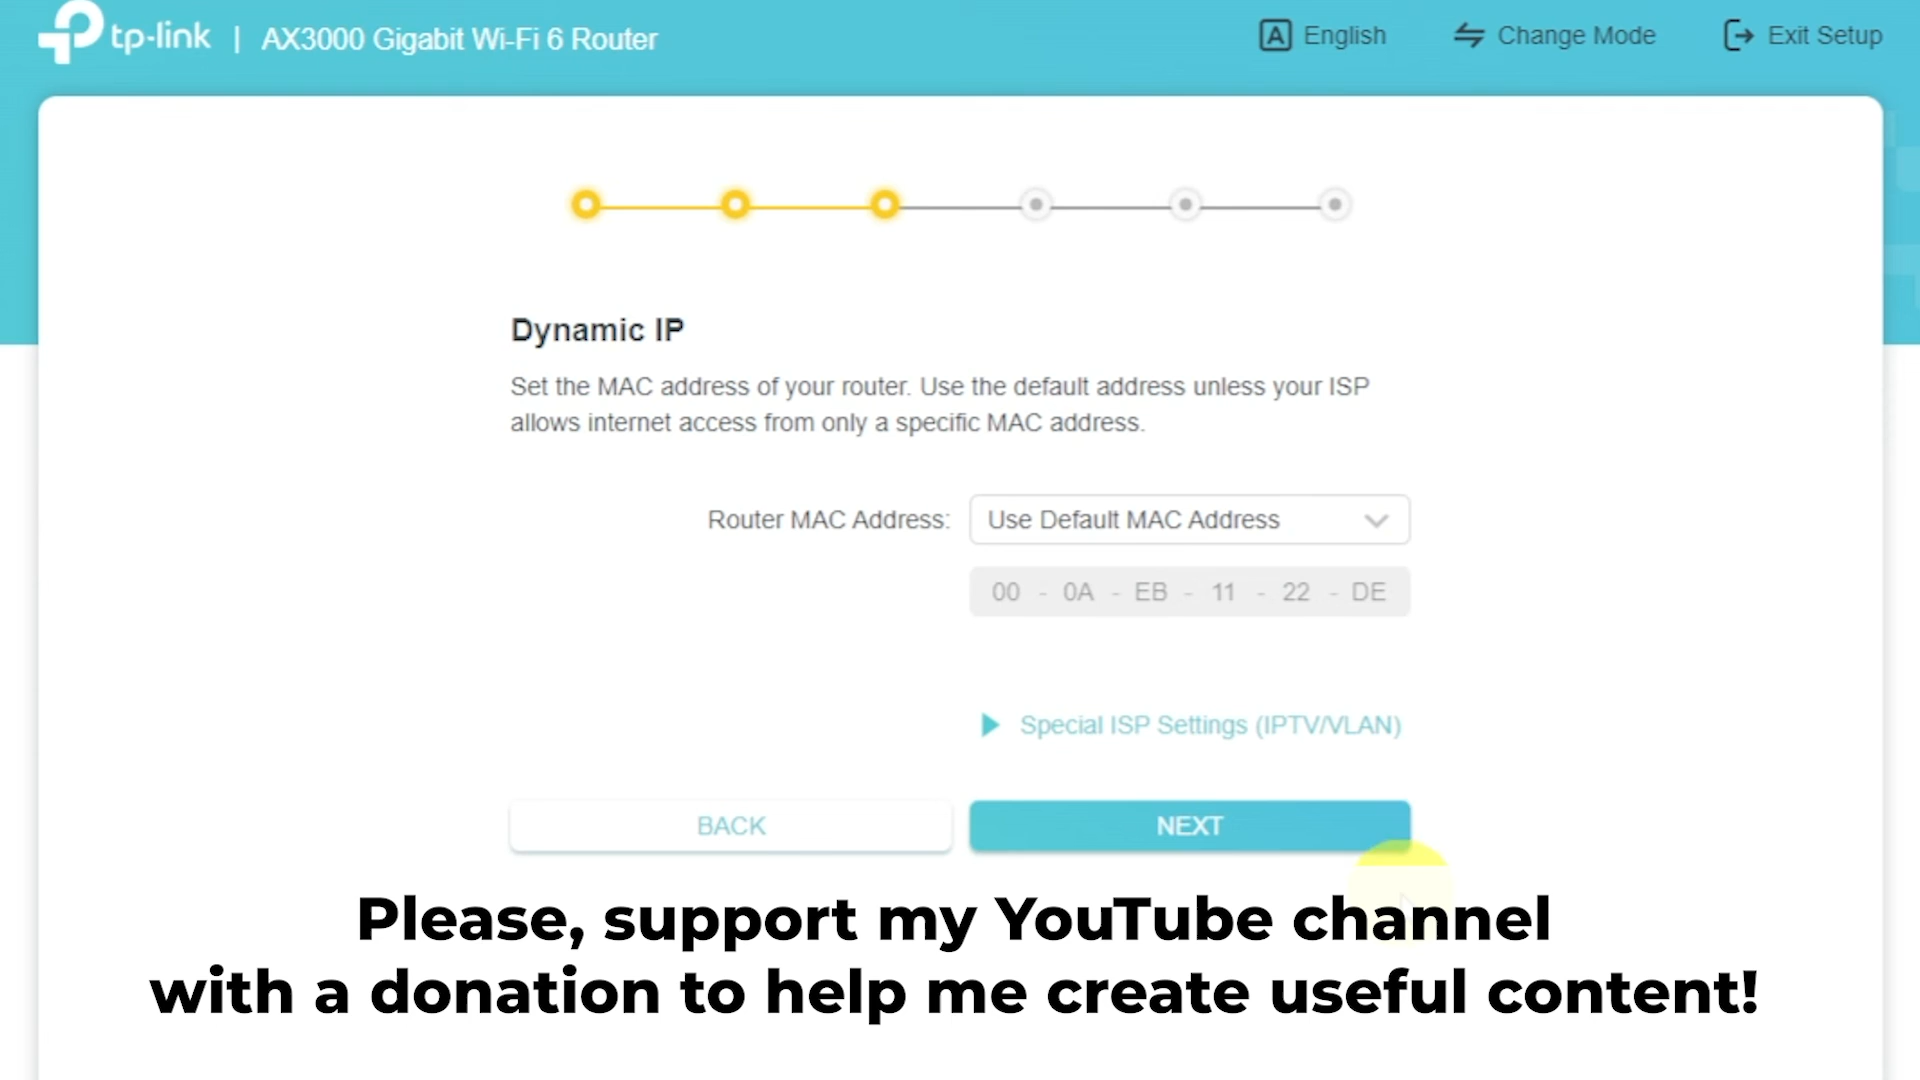 tp-link | AX3000 Gigabit Wi-Fi 6 Router
A English
Change Mode
Exit Setup
Dynamic IP
Set the MAC address of your router. Use the default address unless your ISP
allows internet access from only a specific MAC address.
Router MAC Address: Use Default MAC Address
00 - 0A - EB - 11 - 22 - DE
Special ISP Settings (IPTV/VLAN)
BACK NEXT
Please, support my YouTube channel
with a donation to help me create useful content!